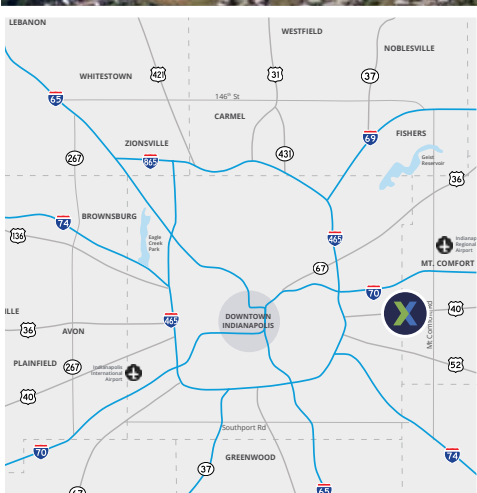 LEBANON
WESTFIELD
NOBLESVILLE
WHITESTOWN
421
31
37
65
146th St
CARMEL
FISHERS
69
ZIONSVILLE
267
865
431
Geist
Reservoir
36
BROWNSBURG
74
136
Eagle
Creek
Park
465
Indianap
Regional
Airport
67
MT. COMFORT
70
40
DOWNTOWN
INDIANAPOLIS
465
ILLE
36
AVON
PLAINFIELD
267
Indianapolis
International
Airport
52
40
Southport Rd
70
GREENWOOD
37
74
67
65